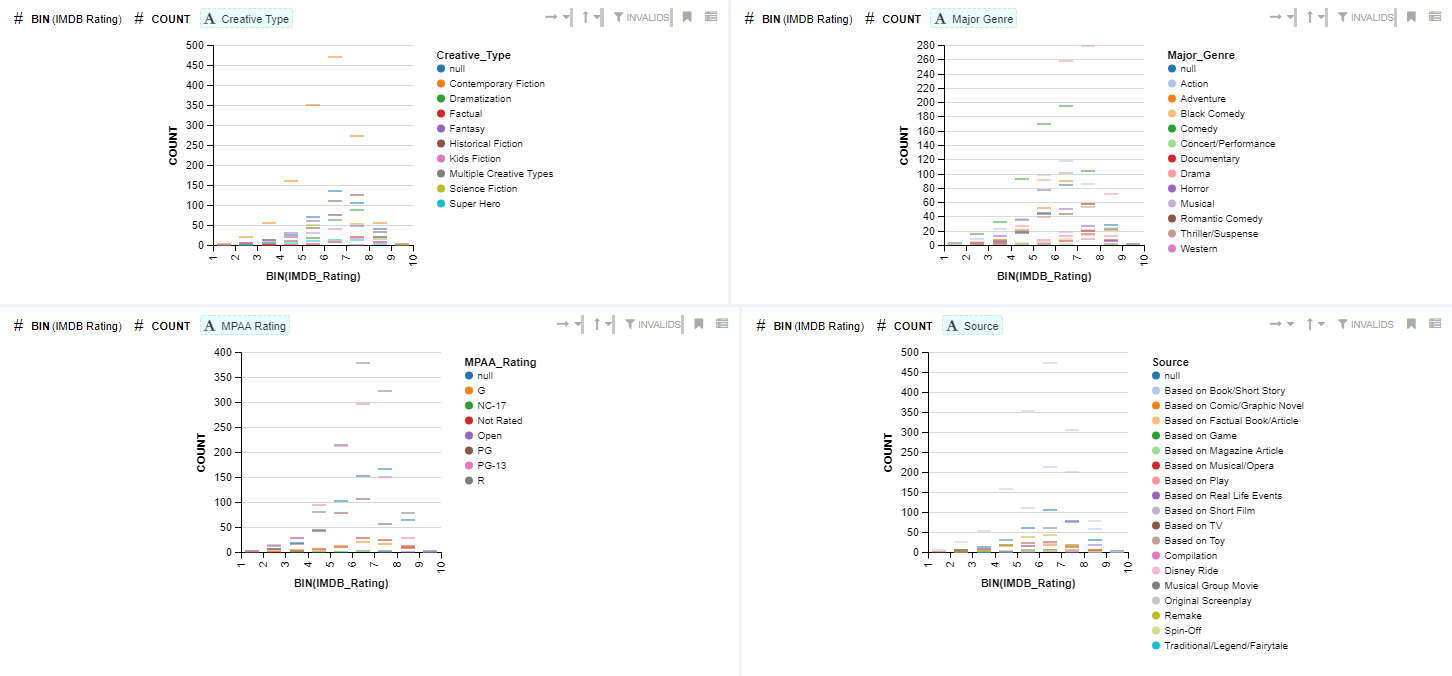 # BIN (IMDB Rating) # COUNT A Creative Type INVALIDS
500
450
400
350
300
250
200
150
100
50
0
COUNT
1 2 3 4 5 6 7 8 9 10
BIN(IMDB_Rating)
Creative_Type
null
Contemporary Fiction
Dramatization
Factual
Fantasy
Historical Fiction
Kids Fiction
Multiple Creative Types
Science Fiction
Super Hero
# BIN (IMDB Rating) # COUNT A Major Genre INVALIDS
280
260
240
220
200
180
160
140
120
100
80
60
40
20
0
COUNT
1 2 3 4 5 6 7 8 9 10
BIN(IMDB_Rating)
Major_Genre
null
Action
Adventure
Black Comedy
Comedy
Concert/Performance
Documentary
Drama
Horror
Musical
Romantic Comedy
Thriller/Suspense
Western
# BIN (IMDB Rating) # COUNT A MPAA Rating INVALIDS
400
350
300
250
200
150
100
50
0
COUNT
1 2 3 4 5 6 7 8 9 10
BIN(IMDB_Rating)
MPAA_Rating
null
G
NC-17
Not Rated
Open
PG
PG-13
R
# BIN (IMDB Rating) # COUNT A Source INVALIDS
500
450
400
350
300
250
200
150
100
50
0
COUNT
1 2 3 4 5 6 7 8 9 10
BIN(IMDB_Rating)
Source
null
Based on Book/Short Story
Based on Comic/Graphic Novel
Based on Factual Book/Article
Based on Game
Based on Magazine Article
Based on Musical/Opera
Based on Play
Based on Real Life Events
Based on Short Film
Based on TV
Based on Toy
Compilation
Disney Ride
Musical Group Movie
Original Screenplay
Remake
Spin-Off
Traditional/Legend/Fairytale